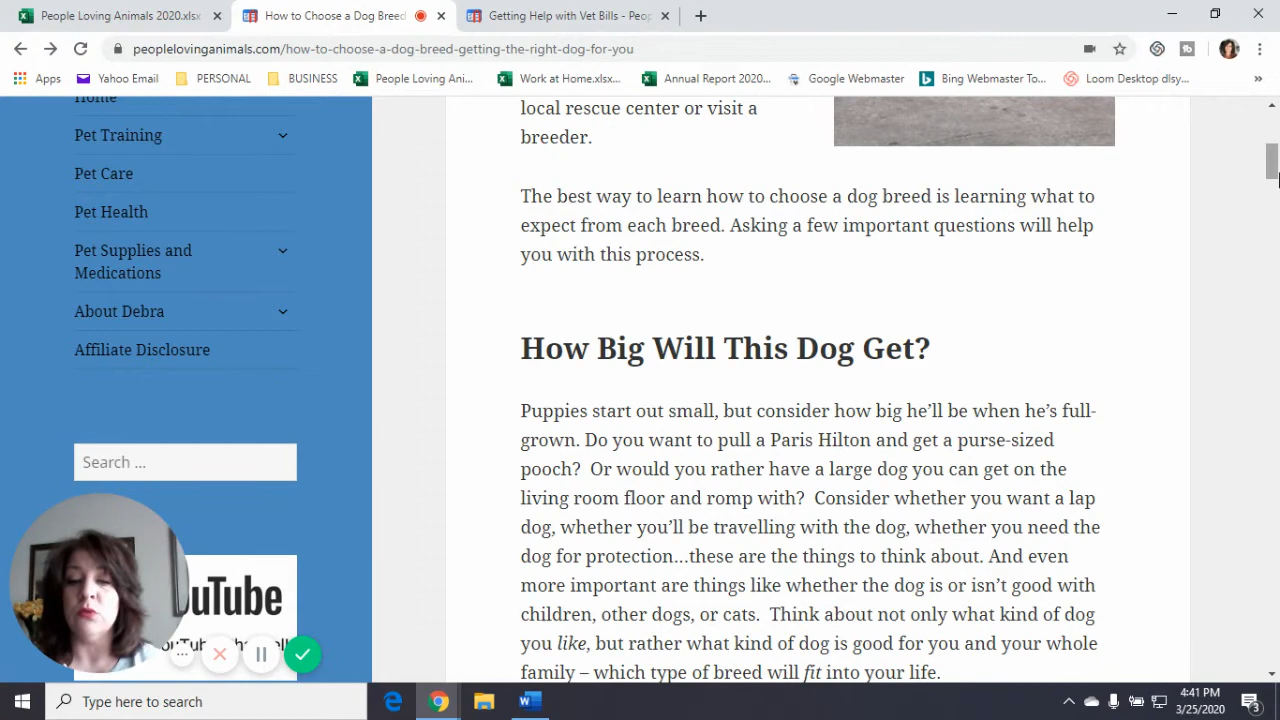 People Loving Animals 2020.xlsx
How to Choose a Dog Breed
Getting Help with Vet Bills - Peop
peoplelovinganimals.com/how-to-choose-a-dog-breed-getting-the-right-dog-for-you
Apps
Yahoo Email
PERSONAL
BUSINESS
People Loving Ani...
Work at Home.xlsx...
Annual Report 2020...
Google Webmaster
Bing Webmaster To...
Loom Desktop dlsy...
»
Home
Pet Training
Pet Care
Pet Health
Pet Supplies and
Medications
About Debra
Affiliate Disclosure
Search …
local rescue center or visit a
breeder.
The best way to learn how to choose a dog breed is learning what to
expect from each breed. Asking a few important questions will help
you with this process.
How Big Will This Dog Get?
Puppies start out small, but consider how big he’ll be when he’s full-
grown. Do you want to pull a Paris Hilton and get a purse-sized
pooch?  Or would you rather have a large dog you can get on the
living room floor and romp with?  Consider whether you want a lap
dog, whether you’ll be travelling with the dog, whether you need the
dog for protection…these are the things to think about. And even
more important are things like whether the dog is or isn’t good with
children, other dogs, or cats.  Think about not only what kind of dog
you like, but rather what kind of dog is good for you and your whole
family – which type of breed will fit into your life.
uTube
Type here to search
4:41 PM
3/25/2020
3